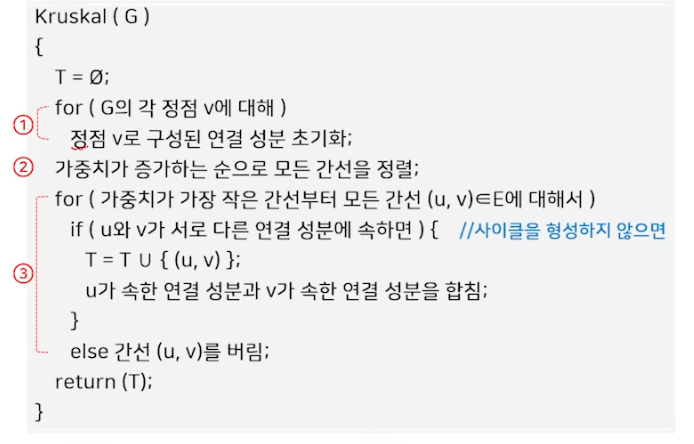 Kruskal ( G )
{
T = Ø;
① for ( G의 각 정점 v에 대해 )
정점 v로 구성된 연결 성분 초기화;
② 가중치가 증가하는 순으로 모든 간선을 정렬;
for ( 가중치가 가장 작은 간선부터 모든 간선 (u, v)∈E에 대해서 )
if ( u와 v가 서로 다른 연결 성분에 속하면 ) { //사이클을 형성하지 않으면
③ T = T ∪ { (u, v) };
u가 속한 연결 성분과 v가 속한 연결 성분을 합침;
}
else 간선 (u, v)를 버림;
return (T);
}